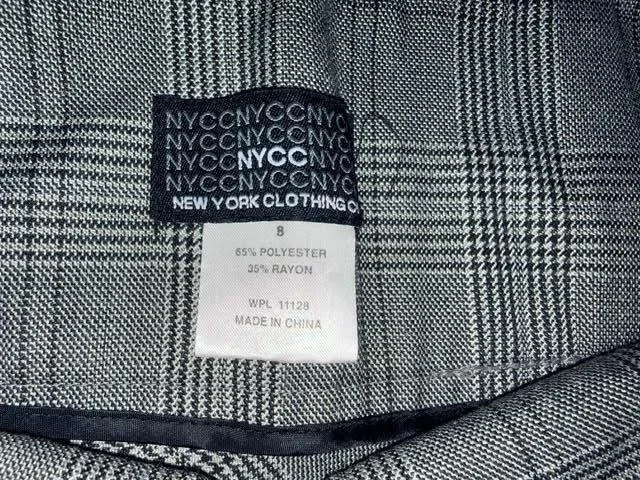 NYCCNYCCNYC
NYCCNYCCNYC
NYCCNYCCNYC
NYCCNYCCNYC
NEW YORK CLOTHING C
8
65% POLYESTER
35% RAYON
WPL 11128
MADE IN CHINA